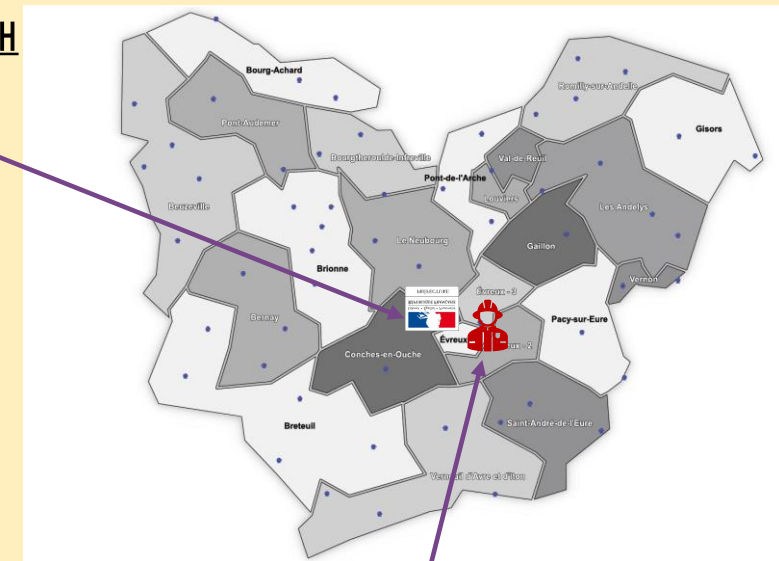 H
Bourg-Achard
Romilly-sur-Andelle
Pont-Audemer
Gisors
Bourgtheroulde-Infreville
Val-de-Reuil
Pont-de-l'Arche
Louviers
Beuzeville
Les Andelys
Le Neubourg
Gaillon
Brionne
Vernon
Évreux - 3
RÉPUBLIQUE FRANÇAISE
Bernay
Pacy-sur-Eure
Évreux
Conches-en-Ouche
Saint-André-de-l'Eure
Breteuil
Verneuil d'Avre et d'Iton